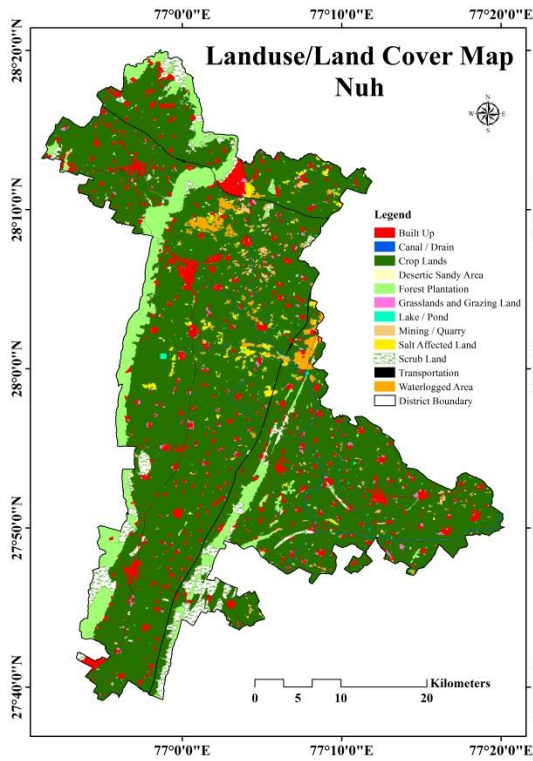 77°0'0"E 77°10'0"E 77°20'0"E
Landuse/Land Cover Map
Nuh
N
W E
S
28°20'0"N
28°10'0"N
28°0'0"N
27°50'0"N
27°40'0"N
Legend
Built Up
Canal / Drain
Crop Lands
Desertic Sandy Area
Forest Plantation
Grasslands and Grazing Land
Lake / Pond
Mining / Quarry
Salt Affected Land
Scrub Land
Transportation
Waterlogged Area
District Boundary
Kilometers
0 5 10 20
77°0'0"E 77°10'0"E 77°20'0"E